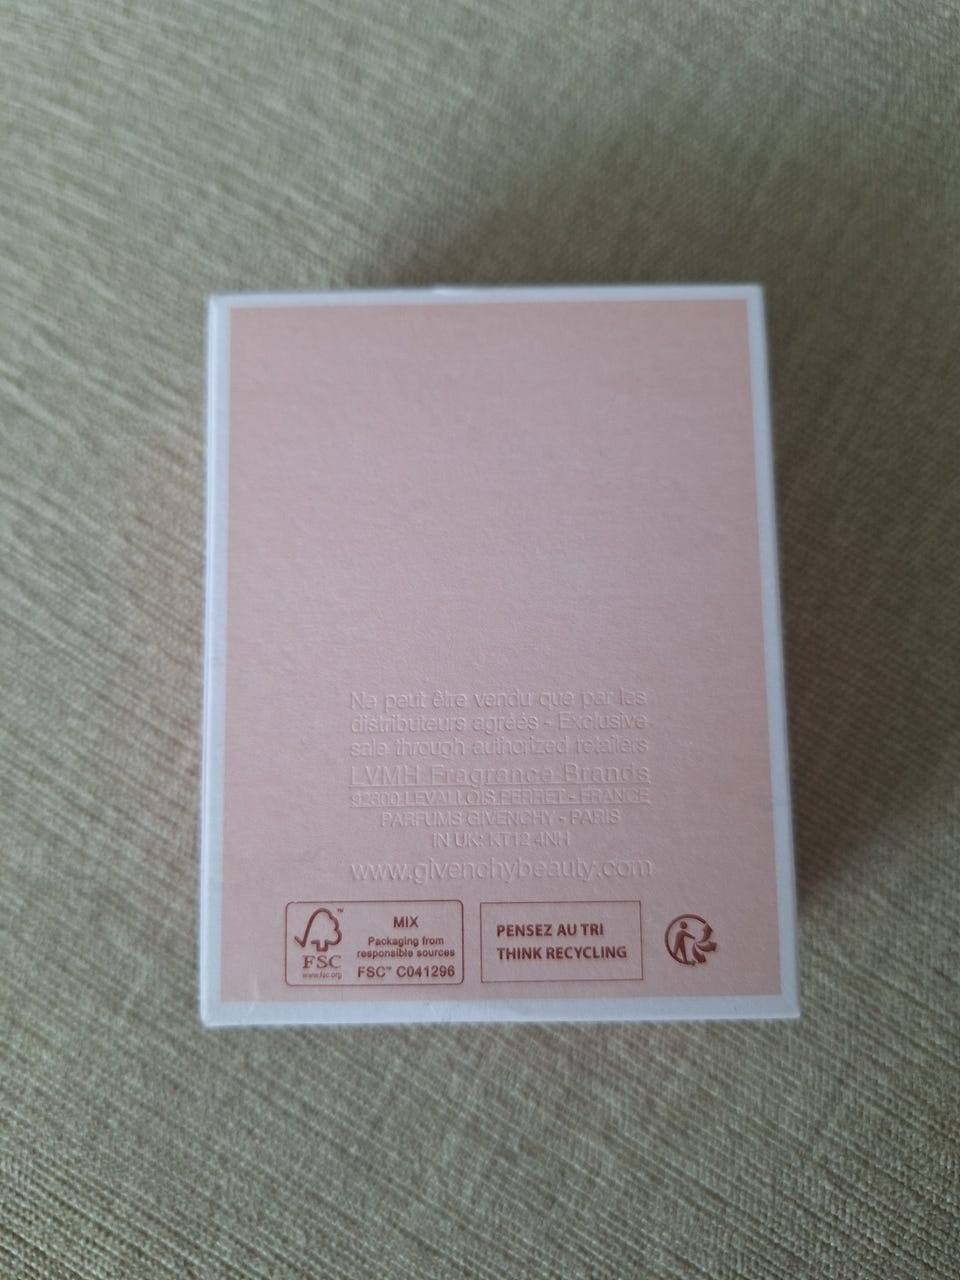 Ne peut être vendu que par les
distributeurs agréés - Exclusive
sale through authorized retailers
LVMH Fragrance Brands
92300 LEVALLOIS PERRET - FRANCE
PARFUMS GIVENCHY - PARIS
IN UK: KT12 4NH
www.givenchybeauty.com
FSC
www.fsc.org
MIX
Packaging from
responsible sources
FSC™ C041296
PENSEZ AU TRI
THINK RECYCLING